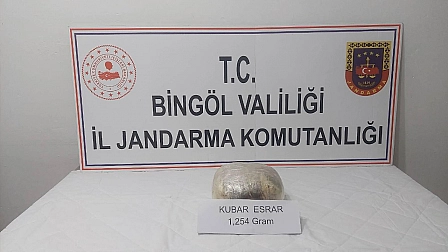 T.C.
BİNGÖL VALİLİĞİ
İL JANDARMA KOMUTANLIĞI
KUBAR ESRAR
1,254 Gram